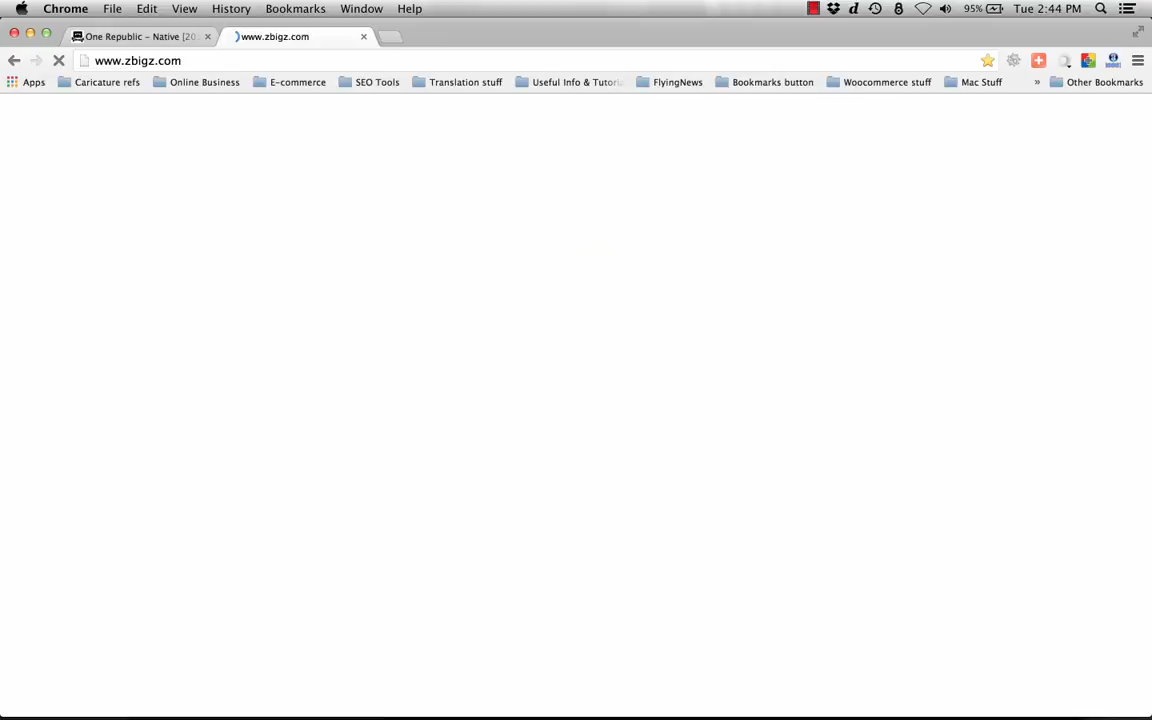 Chrome File Edit View History Bookmarks Window Help 95% Tue 2:44 PM
One Republic – Native [20 www.zbigz.com
www.zbigz.com
Apps Caricature refs Online Business E-commerce SEO Tools Translation stuff Useful Info & Tutori FlyingNews Bookmarks button Woocommerce stuff Mac Stuff » Other Bookmarks